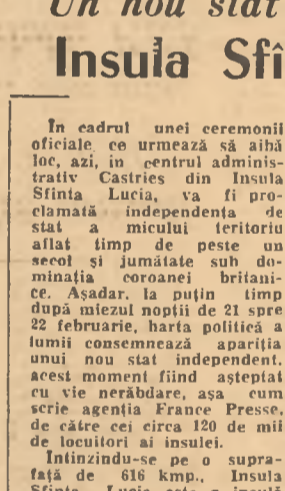 Un nou stat
Insula Sfî
În cadrul unei ceremonii
oficiale ce urmează să aibă
loc, azi, în centrul adminis-
trativ Castries din Insula
Sfînta Lucia, va fi pro-
clamată independența de
stat a micului teritoriu
aflat timp de peste un
secol și jumătate sub do-
minația coroanei britani-
ce. Așadar, la puțin timp
după miezul nopții de 21 spre
22 februarie, harta politică a
lumii consemnează apariția
unui nou stat independent,
acest moment fiind așteptat
cu vie nerăbdare, așa cum
scrie agenția France Presse,
de către cei circa 120 de mii
de locuitori ai insulei.
Întinzîndu-se pe o supra-
față de 616 kmp., Insula
Sfînta Lucia este o insulă